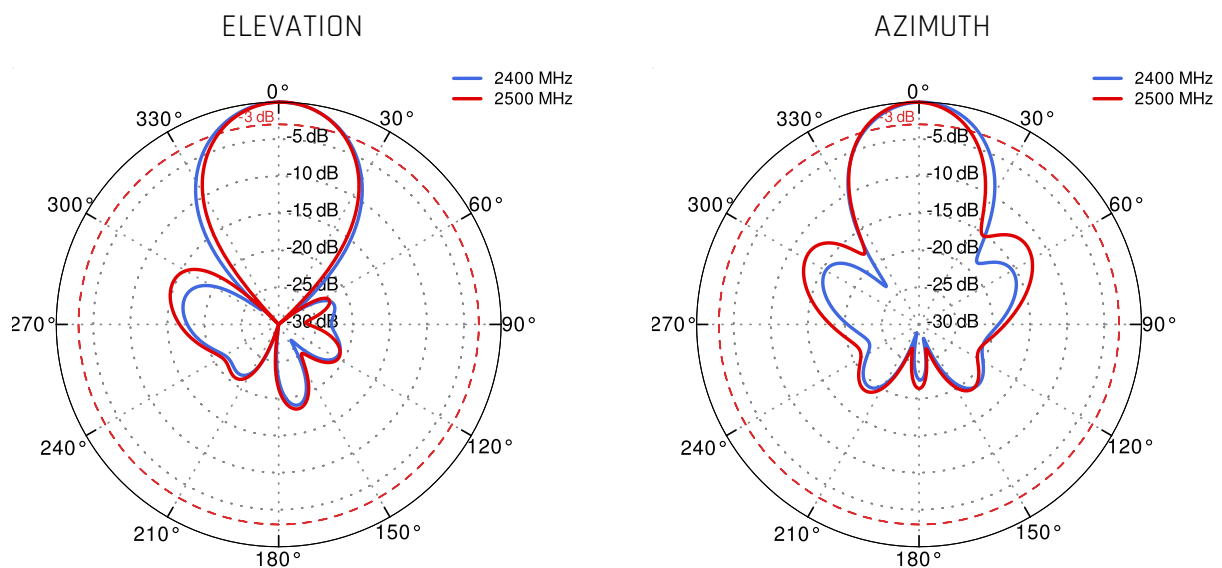 ELEVATION
2400 MHz
2500 MHz
0°
330°
30°
-3 dB
-5 dB
-10 dB
300°
60°
-15 dB
-20 dB
-25 dB
270°
-30 dB
90°
240°
120°
210°
150°
180°
AZIMUTH
2400 MHz
2500 MHz
0°
330°
30°
-3 dB
-5 dB
-10 dB
300°
60°
-15 dB
-20 dB
-25 dB
270°
-30 dB
90°
240°
120°
210°
150°
180°